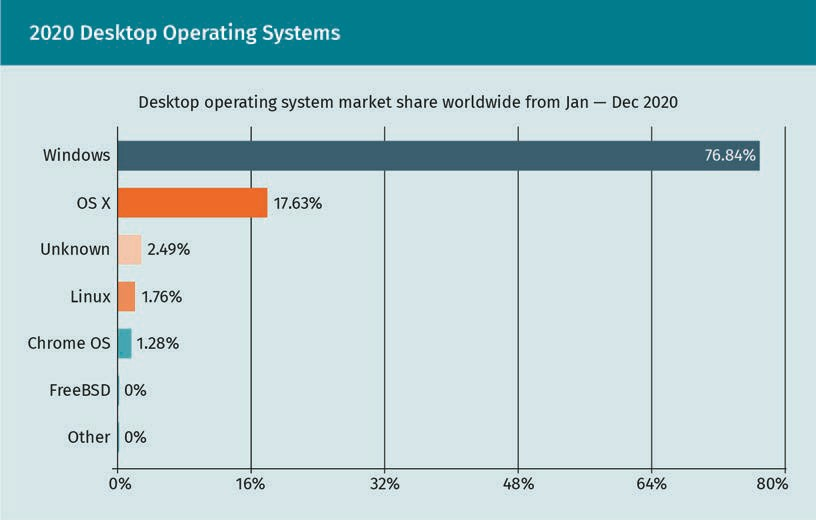 2020 Desktop Operating Systems
Desktop operating system market share worldwide from Jan — Dec 2020
Windows 76.84%
OS X 17.63%
Unknown 2.49%
Linux 1.76%
Chrome OS 1.28%
FreeBSD 0%
Other 0%
0% 16% 32% 48% 64% 80%